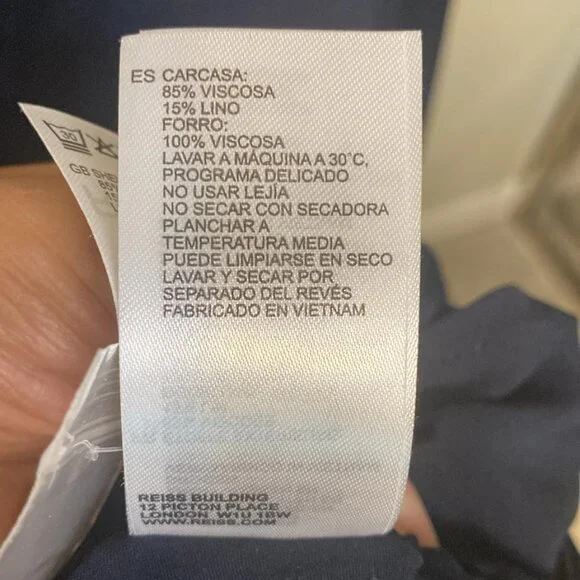 ES CARCASA:
85% VISCOSA
15% LINO
FORRO:
100% VISCOSA
LAVAR A MÁQUINA A 30°C,
PROGRAMA DELICADO
NO USAR LEJÍA
NO SECAR CON SECADORA
PLANCHAR A
TEMPERATURA MEDIA
PUEDE LIMPIARSE EN SECO
LAVAR Y SECAR POR
SEPARADO DEL REVÉS
FABRICADO EN VIETNAM
REISS BUILDING
12 PICTON PLACE
LONDON W1U 1BW
WWW.REISS.COM
30
GB